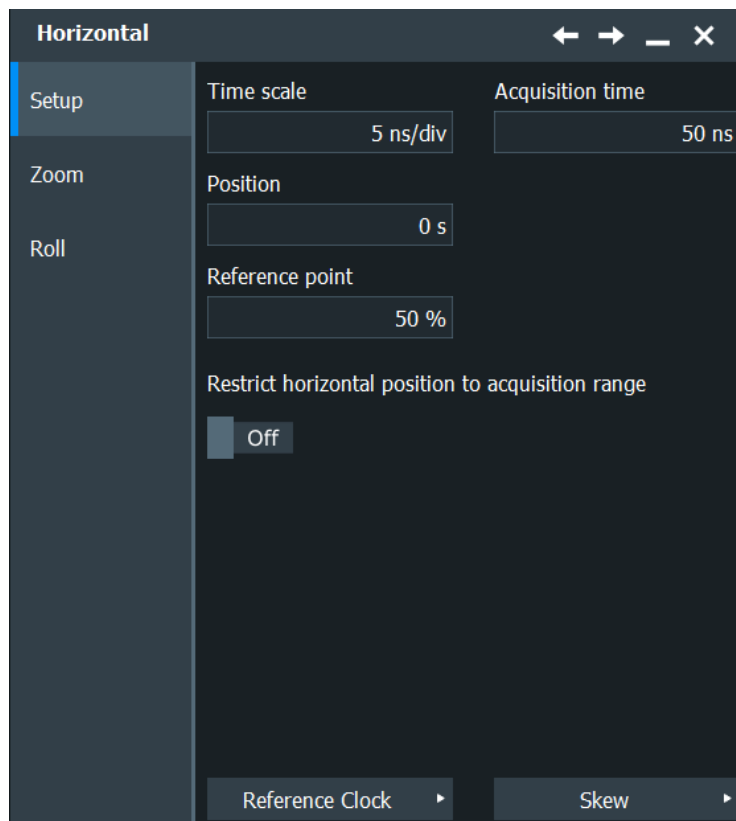 Horizontal
Setup
Zoom
Roll
Time scale
5 ns/div
Acquisition time
50 ns
Position
0 s
Reference point
50 %
Restrict horizontal position to acquisition range
Off
Reference Clock
Skew